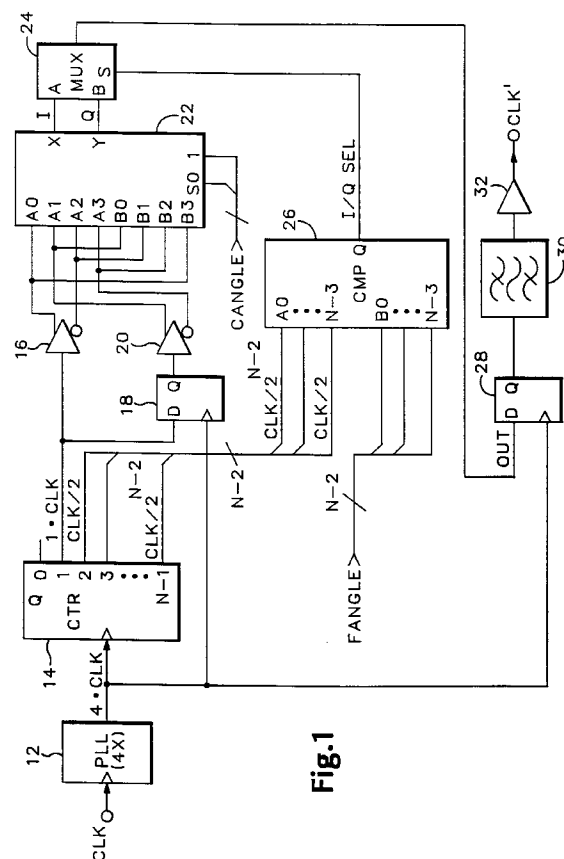 CLK
12
PLL
(4X)
4•CLK
14
Q
0
1
2
3
N-1
CTR
1•CLK
CLK/2
N-2
CLK/2
N-2
16
18
D Q
20
A0
A1
A2
A3
B0
B1
B2
B3
S0 1
X
Y
22
I
Q
24
A
B
MUX
S
CANGLE
FANGLE
N-2
N-2
CLK/2
CLK/2
A0
N-3
B0
N-3
CMP
Q
26
I/Q SEL
OUT
28
D Q
30
32
CLK'
Fig.1